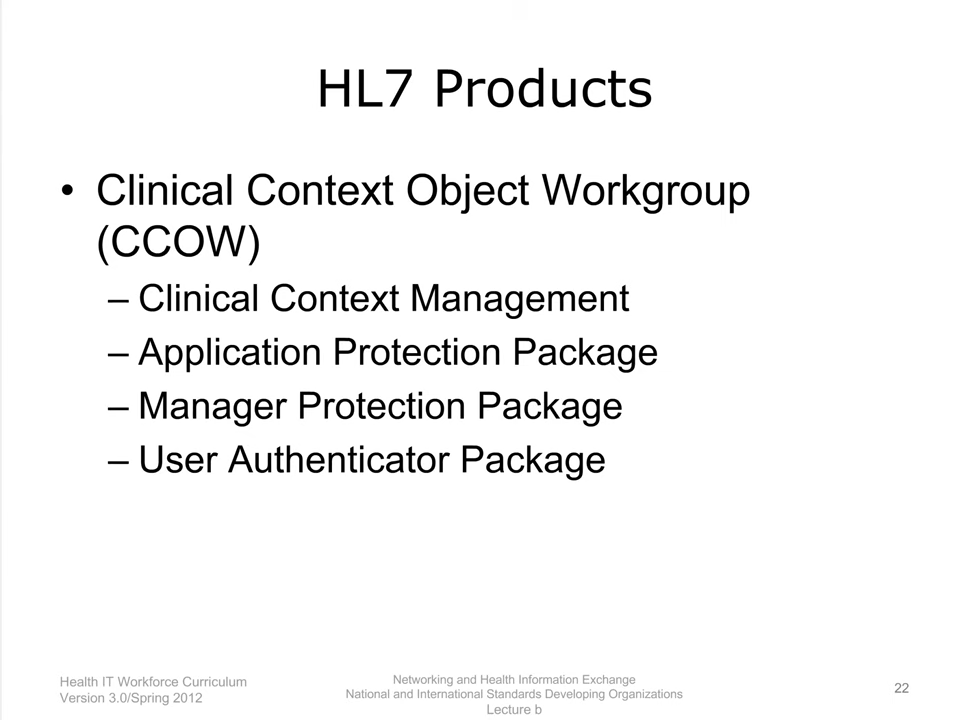 HL7 Products
• Clinical Context Object Workgroup
(CCOW)
– Clinical Context Management
– Application Protection Package
– Manager Protection Package
– User Authenticator Package
Health IT Workforce Curriculum
Version 3.0/Spring 2012
Networking and Health Information Exchange
National and International Standards Developing Organizations
Lecture b
22